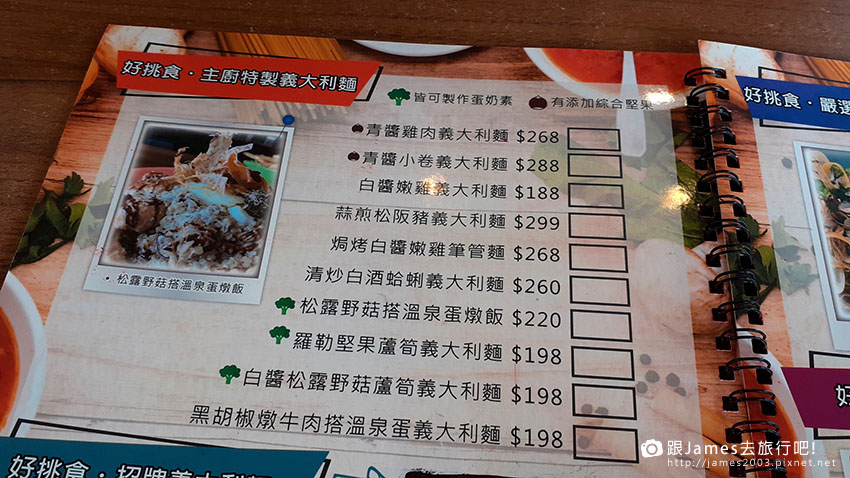 好挑食・主廚特製義大利麵
皆可製作蛋奶素 有添加綜合堅果
青醬雞肉義大利麵 $268
青醬小卷義大利麵 $288
白醬嫩雞義大利麵 $188
蒜煎松阪豬義大利麵 $299
焗烤白醬嫩雞筆管麵 $268
清炒白酒蛤蜊義大利麵 $260
松露野菇搭溫泉蛋燉飯 $220
羅勒堅果蘆筍義大利麵 $198
白醬松露野菇蘆筍義大利麵 $198
黑胡椒燉牛肉搭溫泉蛋義大利麵 $198
• 松露野菇搭溫泉蛋燉飯
好挑食・招牌義大利
好挑食・嚴選
好
跟James去旅行吧!
http://james2003.pixnet.net